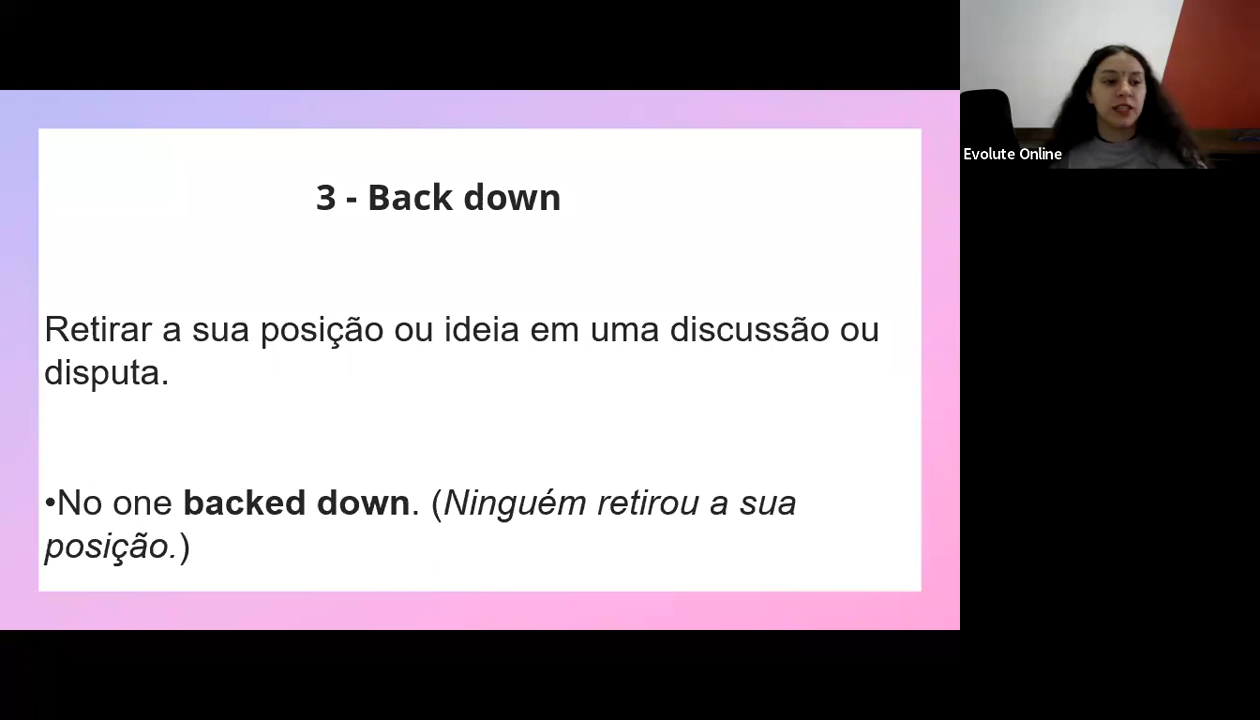 3 - Back down
Retirar a sua posição ou ideia em uma discussão ou
disputa.
•No one backed down. (Ninguém retirou a sua
posição.)
Evolute Online